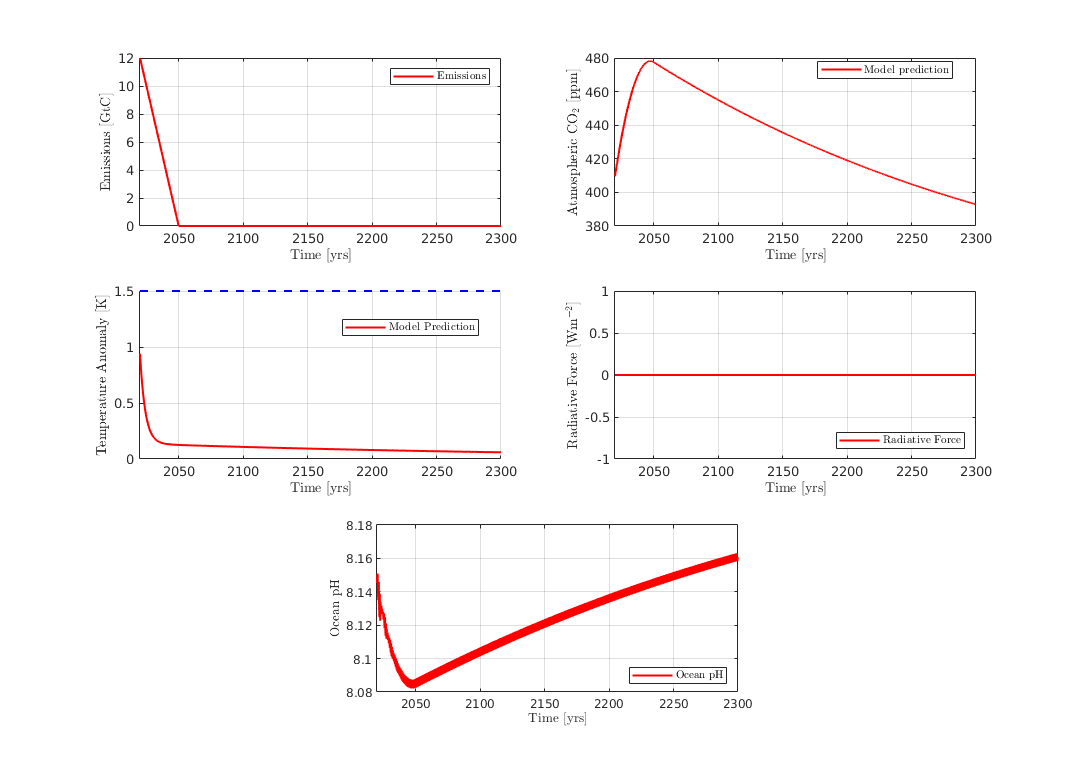 12
10
8
6
4
2
0
Emissions [GtC]
Emissions
2050 2100 2150 2200 2250 2300
Time [yrs]
480
460
440
420
400
380
Atmospheric CO₂ [ppm]
Model prediction
2050 2100 2150 2200 2250 2300
Time [yrs]
1.5
1
0.5
0
Temperature Anomaly [K]
Model Prediction
2050 2100 2150 2200 2250 2300
Time [yrs]
1
0.5
0
-0.5
-1
Radiative Force [Wm⁻²]
Radiative Force
2050 2100 2150 2200 2250 2300
Time [yrs]
8.18
8.16
8.14
8.12
8.1
8.08
Ocean pH
Ocean pH
2050 2100 2150 2200 2250 2300
Time [yrs]